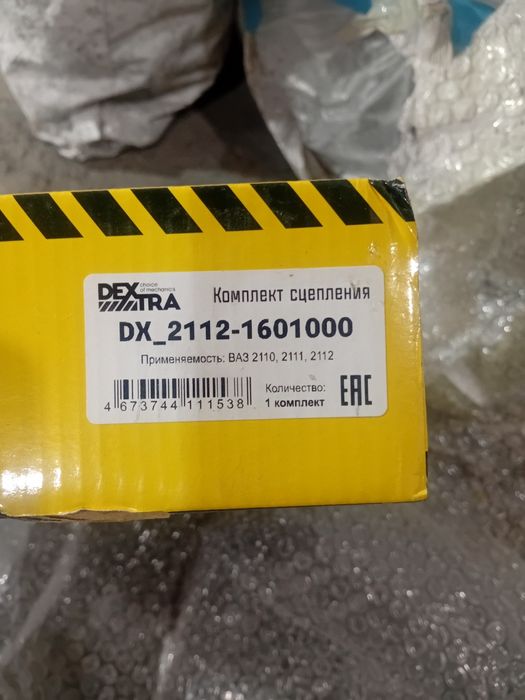 DEXTRA choice of mechanics
Комплект сцепления
DX_2112-1601000
Применяемость: ВАЗ 2110, 2111, 2112
4 673744 111538
Количество:
1 комплект
EAC